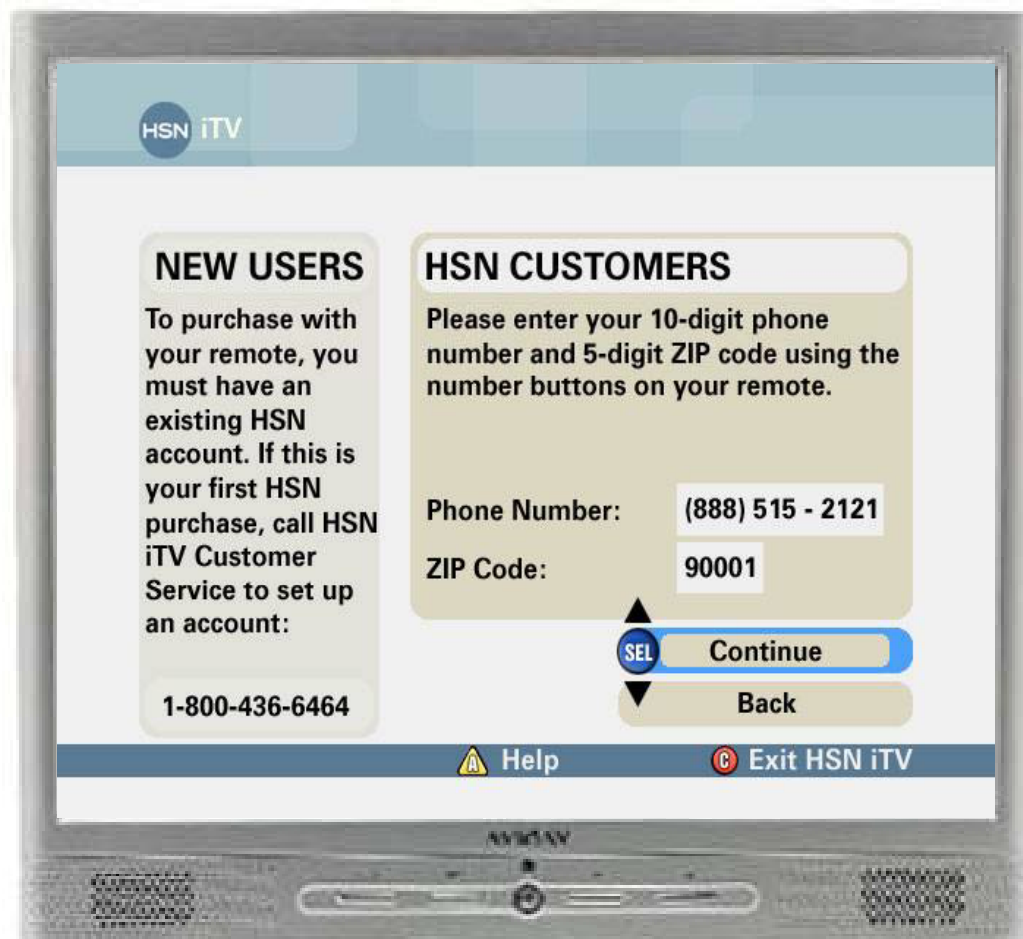 HSN iTV
NEW USERS
To purchase with
your remote, you
must have an
existing HSN
account. If this is
your first HSN
purchase, call HSN
iTV Customer
Service to set up
an account:
1-800-436-6464
HSN CUSTOMERS
Please enter your 10-digit phone
number and 5-digit ZIP code using the
number buttons on your remote.
Phone Number: (888) 515 - 2121
ZIP Code: 90001
SEL Continue
Back
A Help C Exit HSN iTV